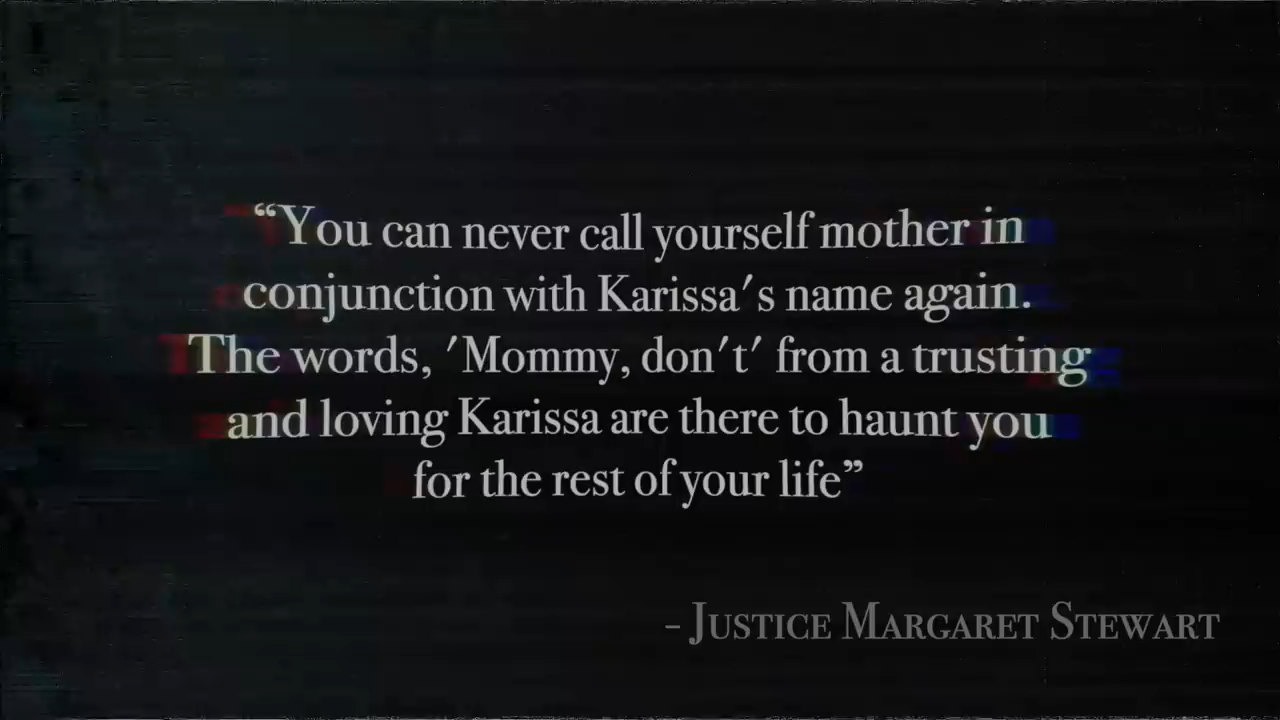 “You can never call yourself mother in
conjunction with Karissa's name again.
The words, 'Mommy, don't' from a trusting
and loving Karissa are there to haunt you
for the rest of your life”
- JUSTICE MARGARET STEWART